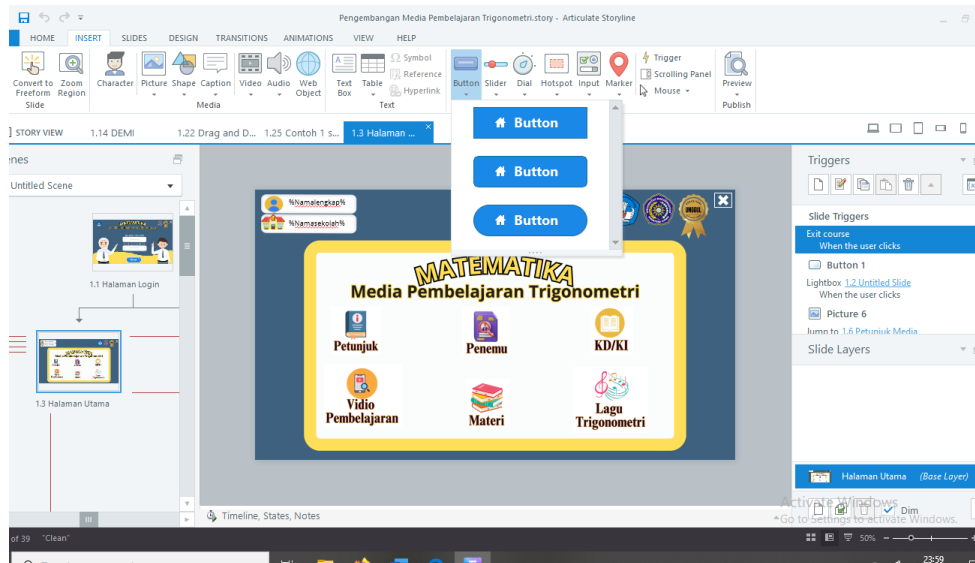 Pengembangan Media Pembelajaran Trigonometri.story - Articulate Storyline
HOME INSERT SLIDES DESIGN TRANSITIONS ANIMATIONS VIEW HELP
Convert to Freeform
Zoom Region
Character
Picture
Shape
Caption
Video
Audio
Web Object
Text Box
Table
Symbol
Reference
Hyperlink
Button
Slider
Dial
Hotspot
Input
Marker
Trigger
Scrolling Panel
Mouse
Preview
Slide
Media
Text
Publish
STORY VIEW
1.14 DEMI
1.22 Drag and D...
1.25 Contoh 1 s...
1.3 Halaman ...
Button
Button
Button
enes
Untitled Scene
1.1 Halaman Login
1.3 Halaman Utama
%Namalengkap%
%Namasekolah%
MATEMATIKA
Media Pembelajaran Trigonometri
Petunjuk
Penemu
KD/KI
Vidio
Pembelajaran
Materi
Lagu
Trigonometri
Timeline, States, Notes
Triggers
Slide Triggers
Exit course
When the user clicks
Button 1
Lightbox 1.2 Untitled Slide
When the user clicks
Picture 6
Jump to 1.6 Petunjuk Media
Slide Layers
Halaman Utama (Base Layer)
Dim
Activate Windows
Go to Settings to activate Windows.
of 39 "Clean"
50%
23:59